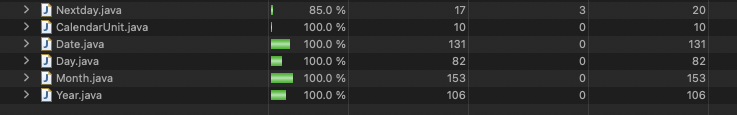 Nextday.java 85.0 % 17 3 20
CalendarUnit.java 100.0 % 10 0 10
Date.java 100.0 % 131 0 131
Day.java 100.0 % 82 0 82
Month.java 100.0 % 153 0 153
Year.java 100.0 % 106 0 106